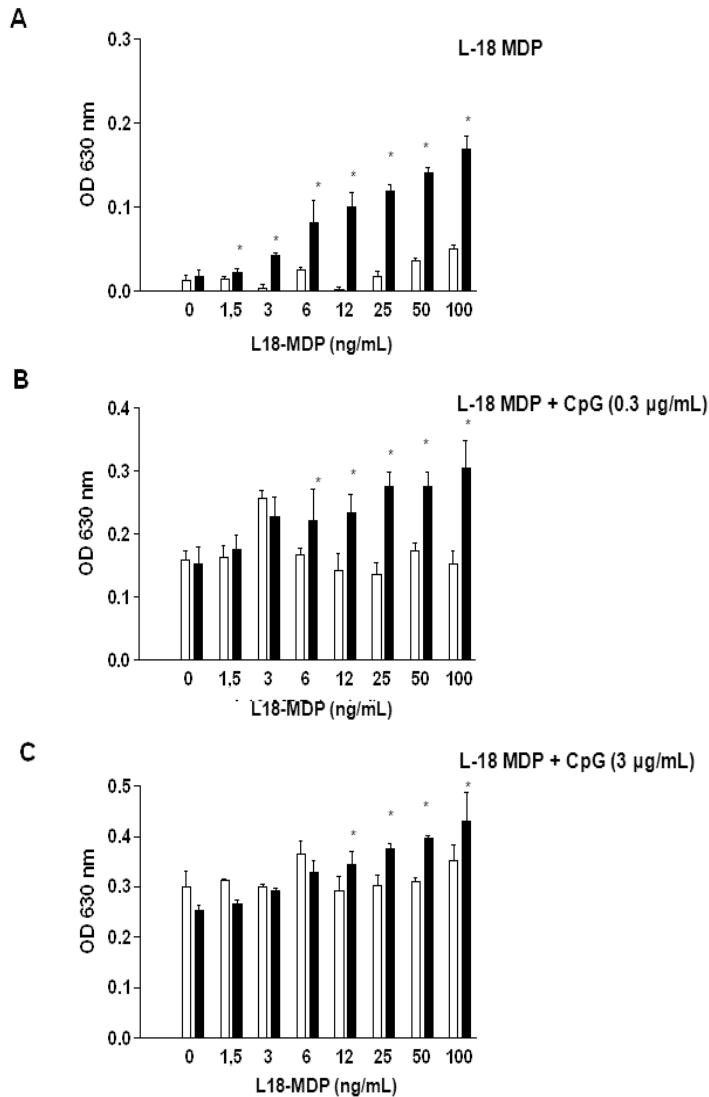 A
L-18 MDP
0.3
0.2
0.1
0.0
OD 630 nm
* * * * * * *
0 1,5 3 6 12 25 50 100
L18-MDP (ng/mL)
B
L-18 MDP + CpG (0.3 µg/mL)
0.4
0.3
0.2
0.1
0.0
OD 630 nm
* * * * *
0 1,5 3 6 12 25 50 100
L18-MDP (ng/mL)
C
L-18 MDP + CpG (3 µg/mL)
0.5
0.4
0.3
0.2
0.1
0.0
OD 630 nm
* * * *
0 1,5 3 6 12 25 50 100
L18-MDP (ng/mL)